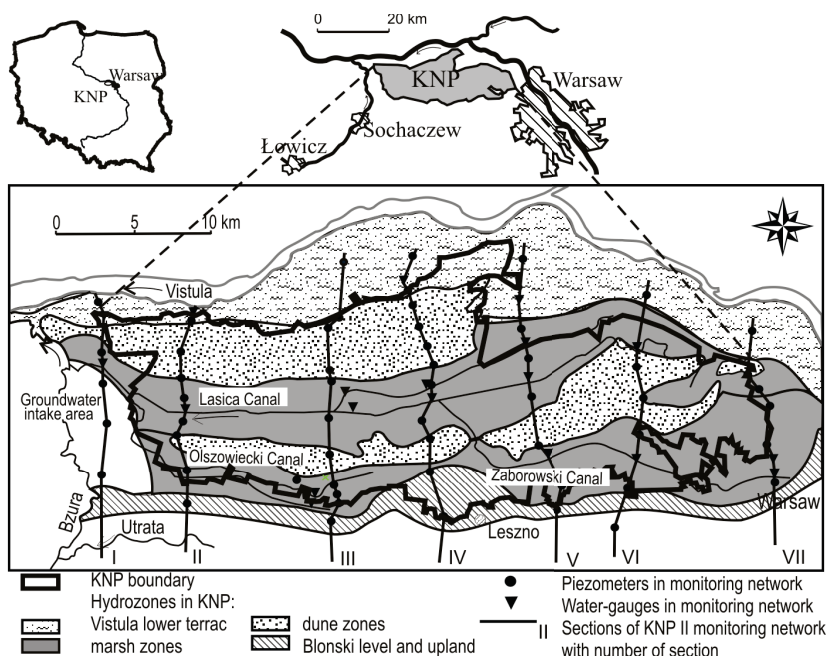 0 20 km
Warsaw
KNP
KNP
Warsaw
Sochaczew
Łowicz
0 5 10 km
Vistula
Groundwater
intake area
Lasica Canal
Olszowiecki Canal
Zaborowski Canal
Bzura
Utrata
Leszno
Warsaw
I II III IV V VI VII
KNP boundary
Hydrozones in KNP:
Vistula lower terrac
marsh zones
dune zones
Blonski level and upland
Piezometers in monitoring network
Water-gauges in monitoring network
II Sections of KNP II monitoring network
with number of section